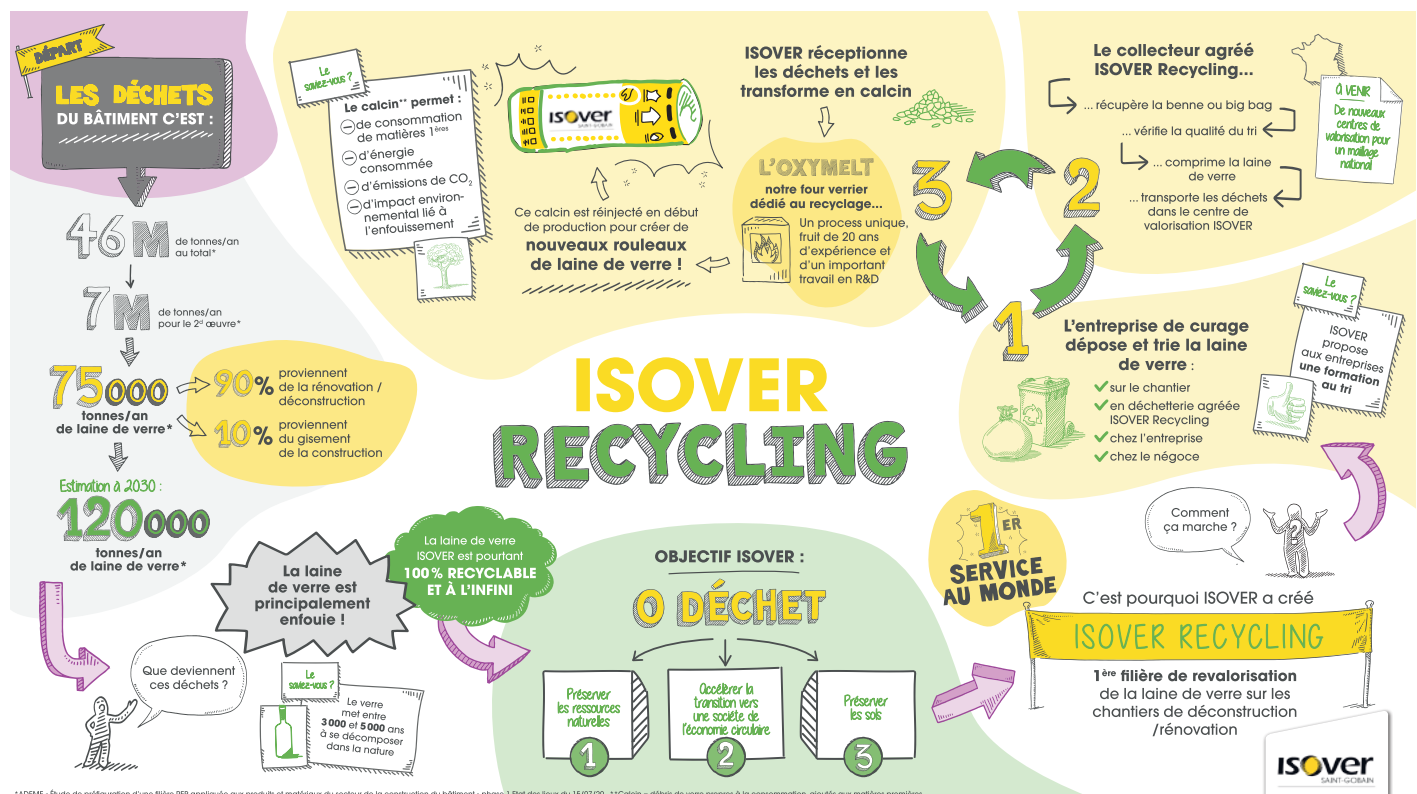 DÉPART
LES DÉCHETS
DU BÂTIMENT C'EST :
46 M
de tonnes/an
au total*
7 M
de tonnes/an
pour le 2d œuvre*
75000
tonnes/an
de laine de verre*
90%
proviennent
de la rénovation /
déconstruction
10%
proviennent
du gisement
de la construction
Estimation à 2030 :
120000
tonnes/an
de laine de verre*
Que deviennent
ces déchets ?
La laine
de verre est
principalement
enfouie !
Le
saviez-vous ?
Le verre
met entre
3 000 et 5 000 ans
à se décomposer
dans la nature
La laine de verre
ISOVER est pourtant
100 % RECYCLABLE
ET À L'INFINI
OBJECTIF ISOVER :
0 DÉCHET
Préserver
les ressources
naturelles
1
Accélérer la
transition vers
une société de
l'économie circulaire
2
Préserver
les sols
3
1ER
SERVICE
AU MONDE
C'est pourquoi ISOVER a créé
ISOVER RECYCLING
1ère filière de revalorisation
de la laine de verre sur les
chantiers de déconstruction
/rénovation
Comment
ça marche ?
?
ISOVER
RECYCLING
1
L'entreprise de curage
dépose et trie la laine
de verre :
sur le chantier
en déchetterie agréée
ISOVER Recycling
chez l'entreprise
chez le négoce
Le
saviez-vous ?
ISOVER
propose
aux entreprises
une formation
au tri
2
Le collecteur agréé
ISOVER Recycling...
... récupère la benne ou big bag
... vérifie la qualité du tri
... comprime la laine
de verre
... transporte les déchets
dans le centre de
valorisation ISOVER
À VENIR
De nouveaux
centres de
valorisation pour
un maillage
national
3
ISOVER réceptionne
les déchets et les
transforme en calcin
L'OXYMELT
notre four verrier
dédié au recyclage...
Un process unique,
fruit de 20 ans
d'expérience et
d'un important
travail en R&D
Ce calcin est réinjecté en début
de production pour créer de
nouveaux rouleaux
de laine de verre !
isover
SAINT-GOBAIN
Le
saviez-vous ?
Le calcin** permet :
de consommation
de matières 1ères
d'énergie
consommée
d'émissions de CO2
d'impact environ-
nemental lié à
l'enfouissement
isover
SAINT-GOBAIN